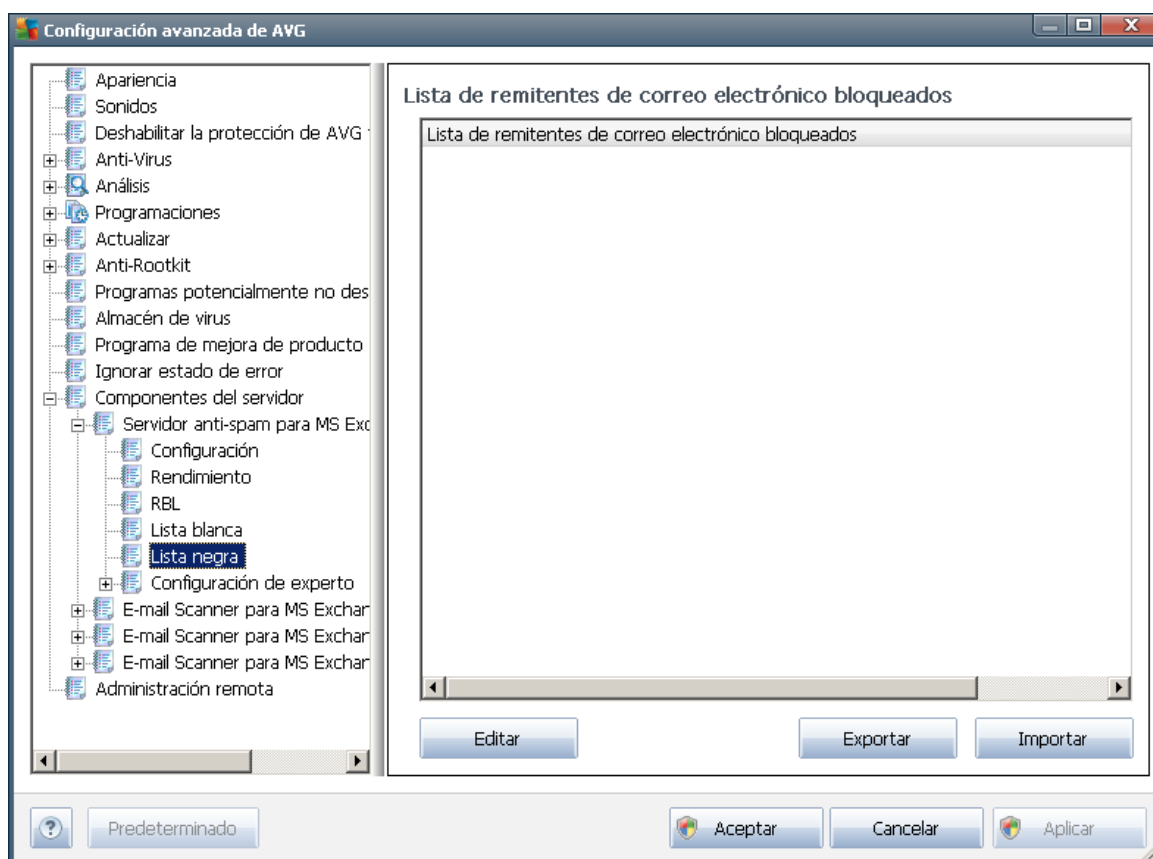 Configuración avanzada de AVG
Apariencia
Sonidos
Deshabilitar la protección de AVG
Anti-Virus
Análisis
Programaciones
Actualizar
Anti-Rootkit
Programas potencialmente no des
Almacén de virus
Programa de mejora de producto
Ignorar estado de error
Componentes del servidor
Servidor anti-spam para MS Exc
Configuración
Rendimiento
RBL
Lista blanca
Lista negra
Configuración de experto
E-mail Scanner para MS Exchan
E-mail Scanner para MS Exchan
E-mail Scanner para MS Exchan
Administración remota
Lista de remitentes de correo electrónico bloqueados
Lista de remitentes de correo electrónico bloqueados
Editar
Exportar
Importar
?
Predeterminado
Aceptar
Cancelar
Aplicar